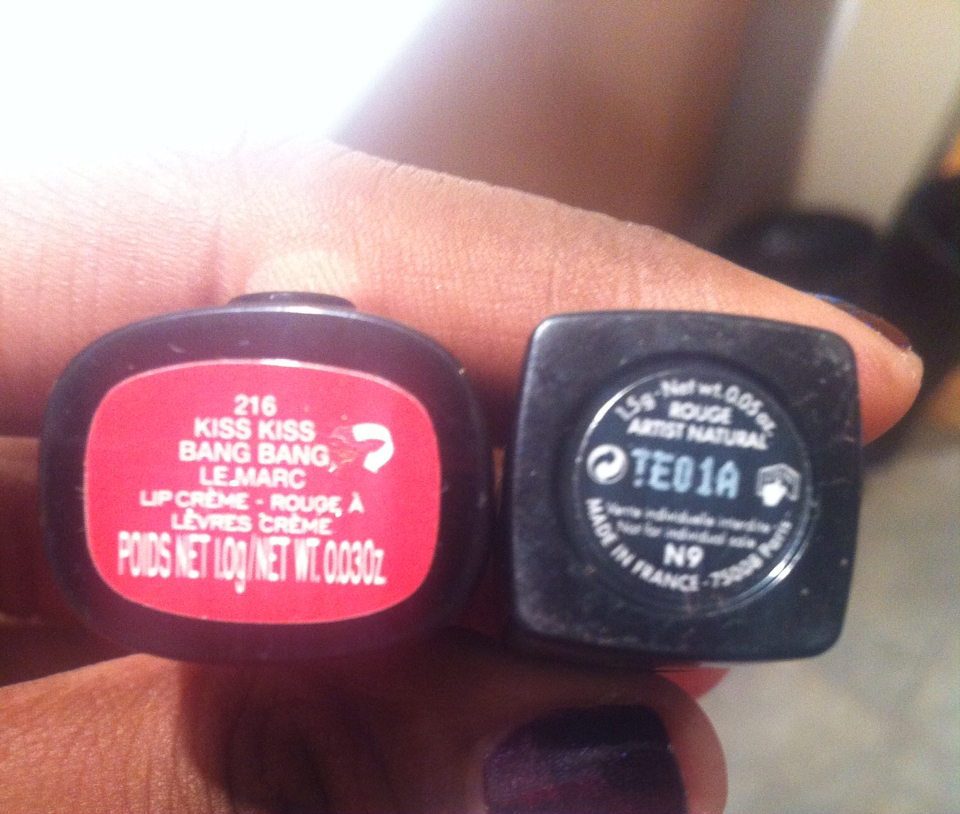 216
KISS KISS
BANG BANG
LE MARC
LIP CRÈME - ROUGE À
LÈVRES CRÈME
POIDS NET 1.0g/NET WT. 0.03oz
1,5g - Net wt. 0.05 oz.
ROUGE
ARTIST NATURAL
TE01A
Vente individuelle interdite
Not for individual sale
N9
MADE IN FRANCE - 75008 Paris